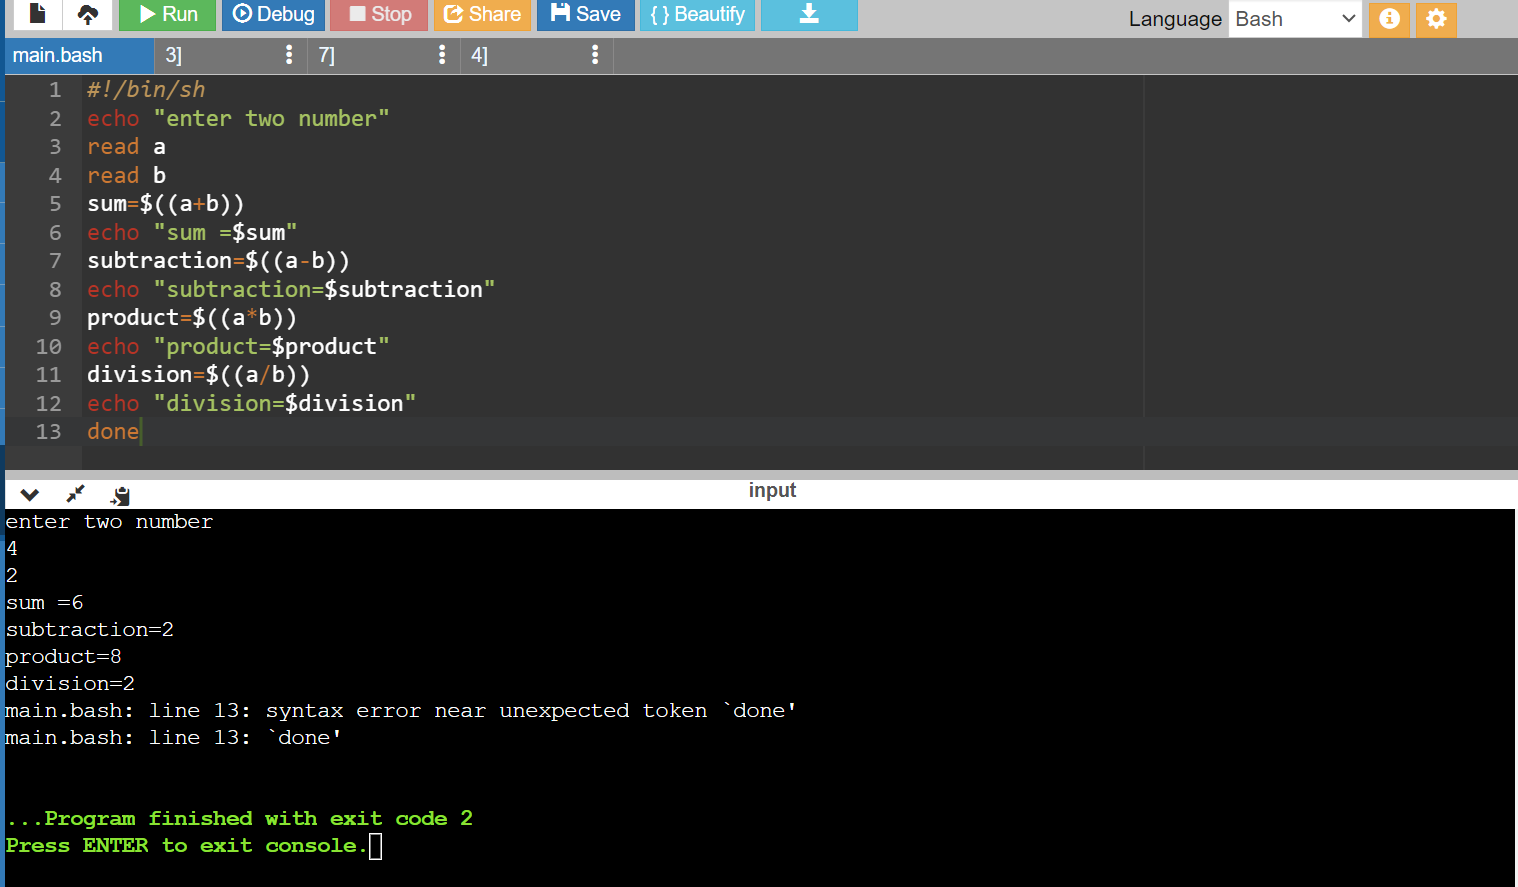 Run Debug Stop Share Save { } Beautify Language Bash
main.bash 3] 7] 4]
1 #!/bin/sh
2 echo "enter two number"
3 read a
4 read b
5 sum=$((a+b))
6 echo "sum =$sum"
7 subtraction=$((a-b))
8 echo "subtraction=$subtraction"
9 product=$((a*b))
10 echo "product=$product"
11 division=$((a/b))
12 echo "division=$division"
13 done
input
enter two number
4
2
sum =6
subtraction=2
product=8
division=2
main.bash: line 13: syntax error near unexpected token `done'
main.bash: line 13: `done'
...Program finished with exit code 2
Press ENTER to exit console.